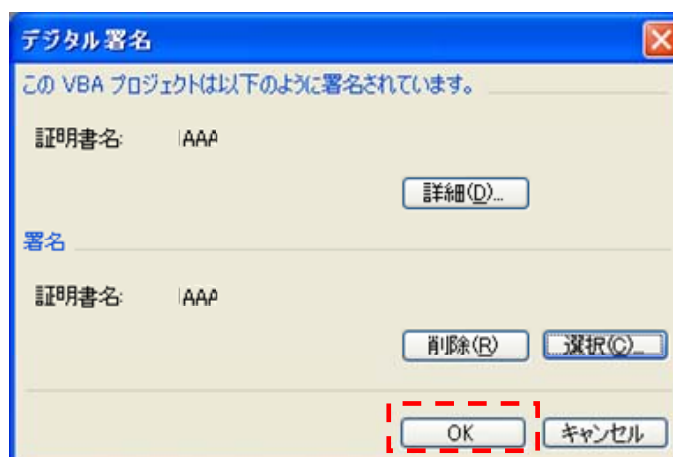 デジタル署名
この VBA プロジェクトは以下のように署名されています。
証明書名: AAA
詳細(D)...
署名
証明書名: AAA
削除(R) 選択(C)...
OK キャンセル